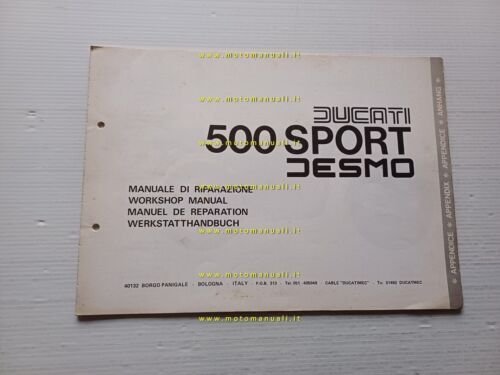 www.motomanuali.it
DUCATI
500 SPORT
DESMO
MANUALE DI RIPARAZIONE
WORKSHOP MANUAL
MANUEL DE REPARATION
WERKSTATTHANDBUCH
40132 BORGO PANIGALE - BOLOGNA - ITALY - P.O.B. 313 - Tel. 051 405049 - CABLE "DUCATIMEC" - Tx 51492 DUCATIMEC
APPENDICE ★ APPENDIX ★ APPENDICE ★ ANHANG ★
www.motomanuali.it
www.motomanuali.it
www.motomanuali.it
www.motomanuali.it
www.motomanuali.it